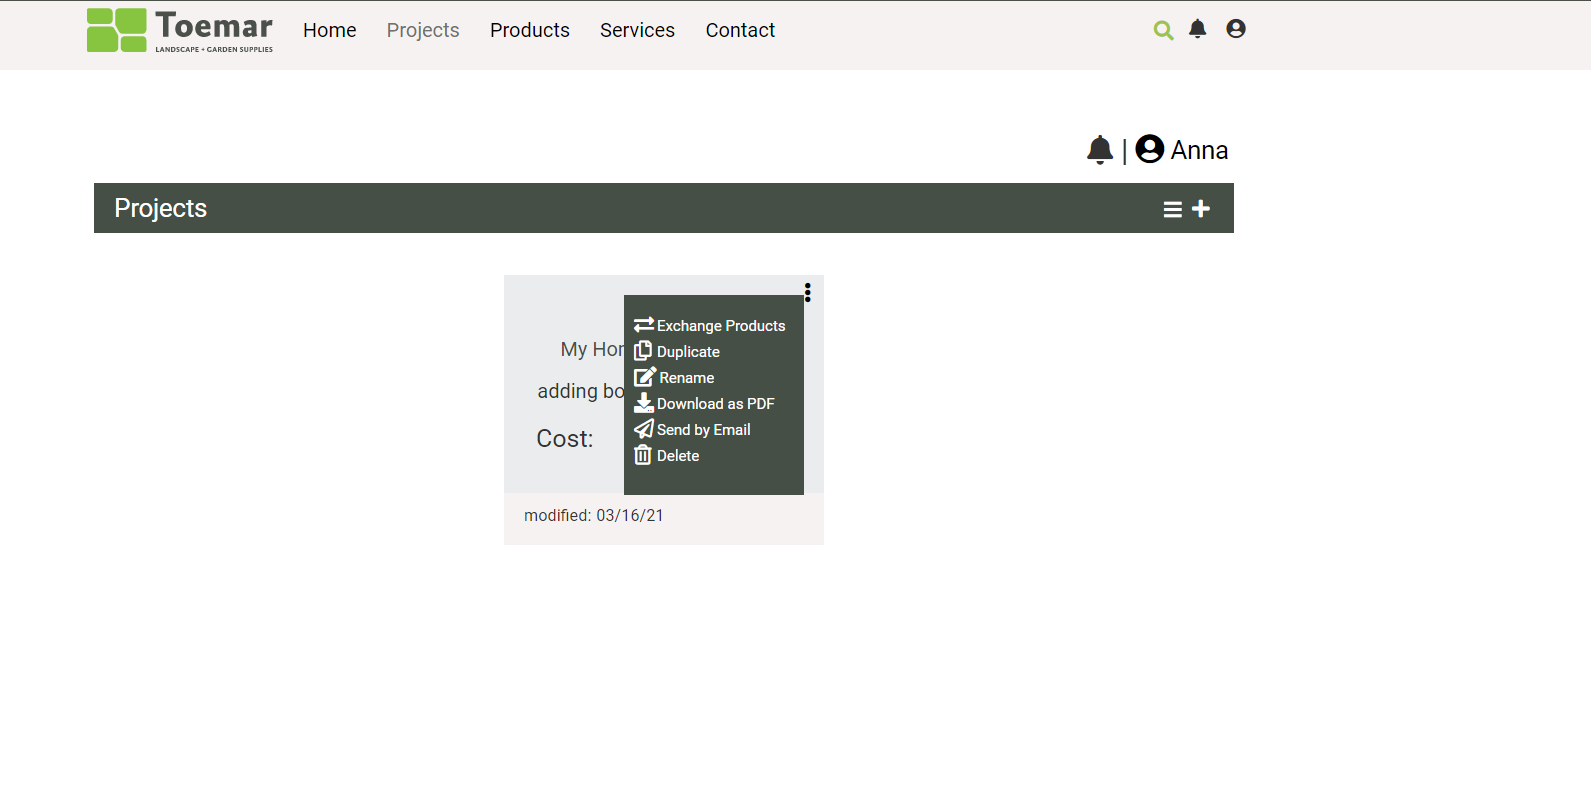 Toemar
LANDSCAPE + GARDEN SUPPLIES
Home Projects Products Services Contact
| Anna
Projects
My Hor
adding bo
Cost:
Exchange Products
Duplicate
Rename
Download as PDF
Send by Email
Delete
modified: 03/16/21